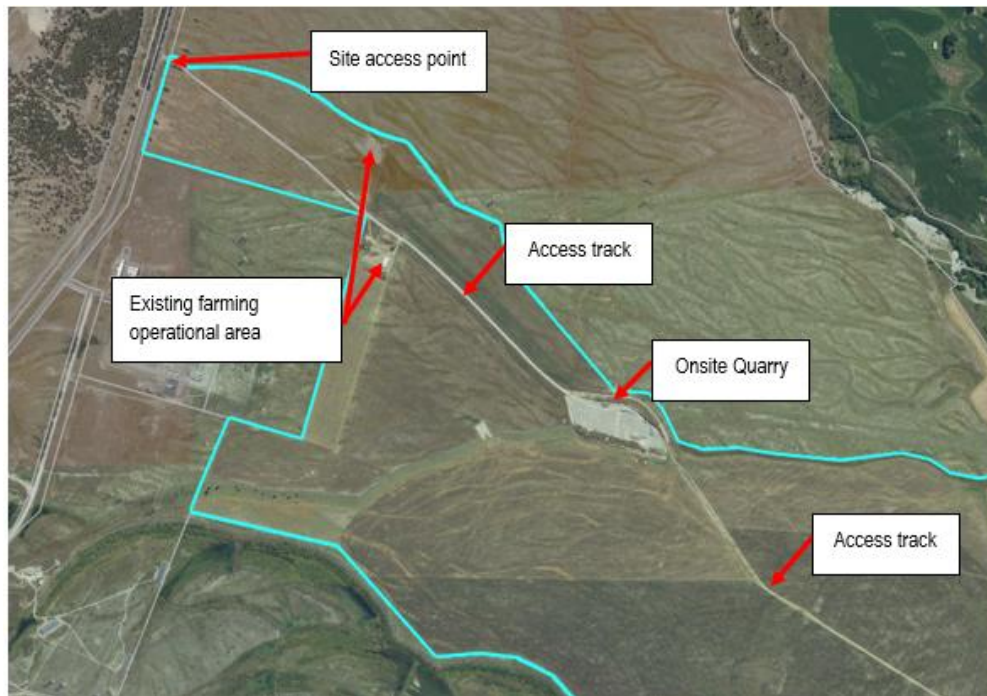 Site access point
Access track
Existing farming
operational area
Onsite Quarry
Access track